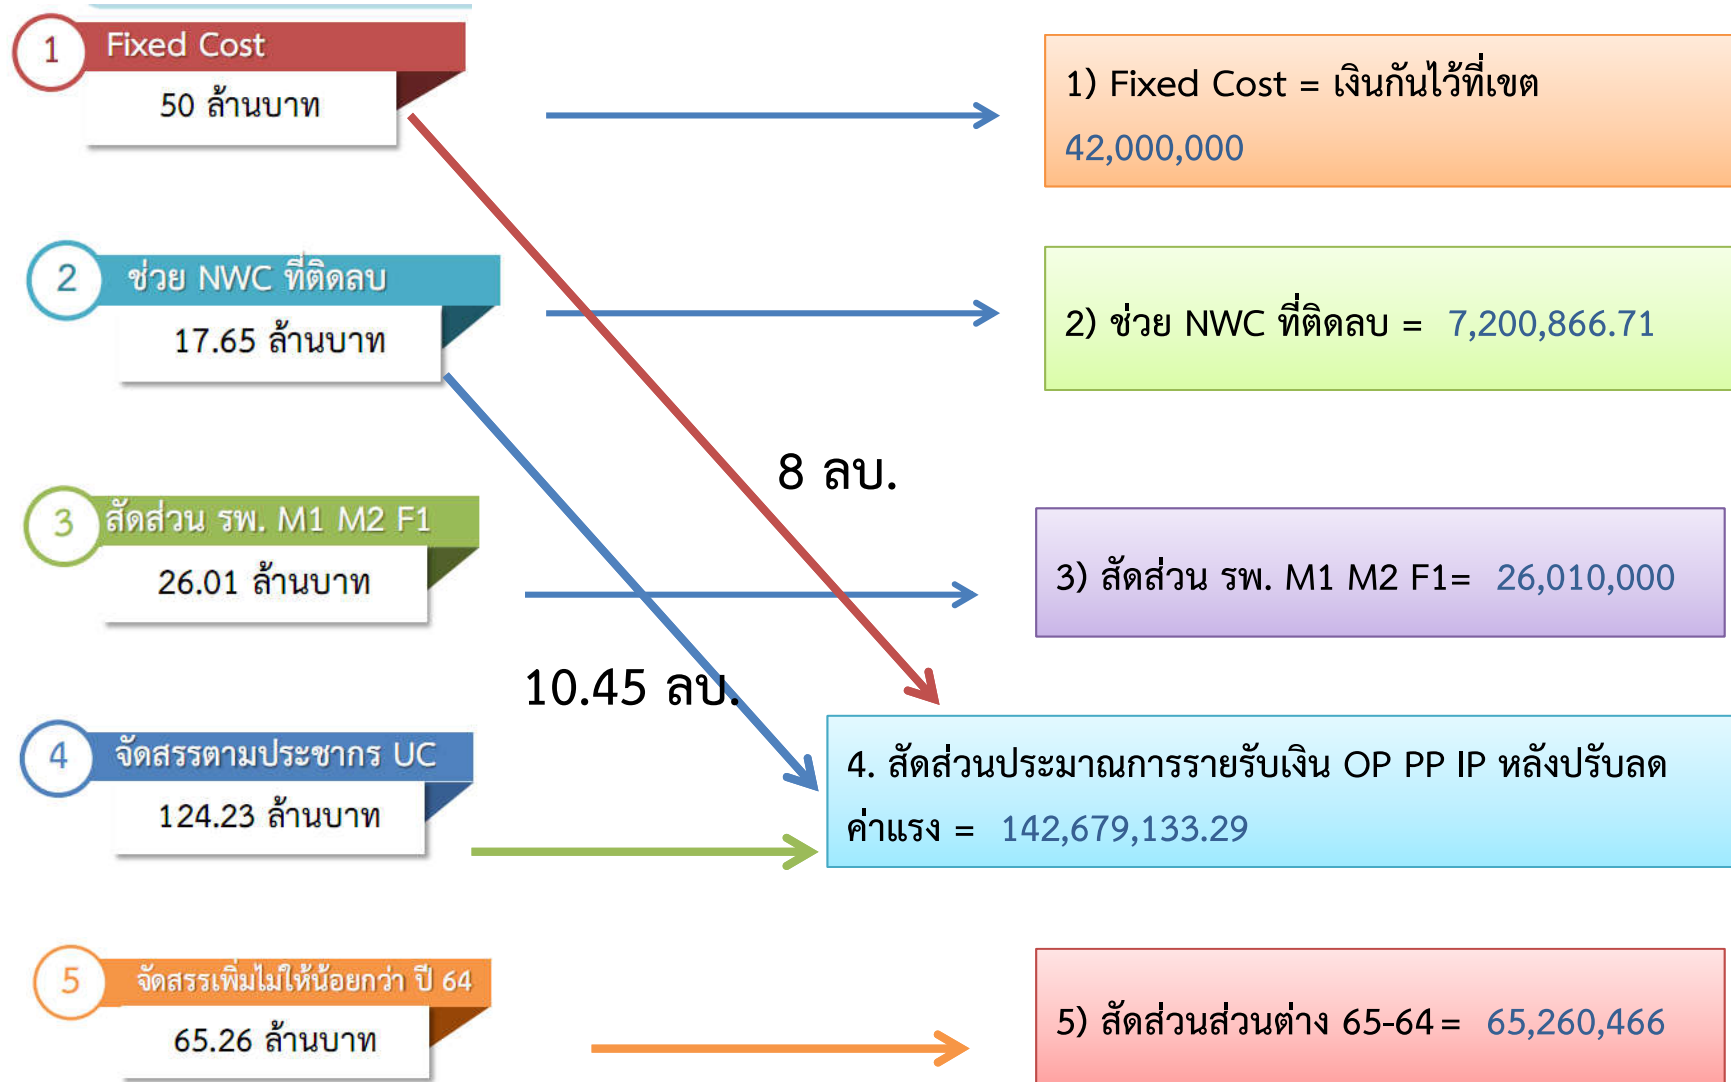 1
Fixed Cost
50 ล้านบาท
1) Fixed Cost = เงินกันไว้ที่เขต
42,000,000
2
ช่วย NWC ที่ติดลบ
17.65 ล้านบาท
2) ช่วย NWC ที่ติดลบ = 7,200,866.71
8 ลบ.
3
สัดส่วน รพ. M1 M2 F1
26.01 ล้านบาท
3) สัดส่วน รพ. M1 M2 F1= 26,010,000
10.45 ลบ.
4
จัดสรรตามประชากร UC
124.23 ล้านบาท
4. สัดส่วนประมาณการรายรับเงิน OP PP IP หลังปรับลด
ค่าแรง = 142,679,133.29
5
จัดสรรเพิ่มไม่ให้น้อยกว่า ปี 64
65.26 ล้านบาท
5) สัดส่วนส่วนต่าง 65-64 = 65,260,466